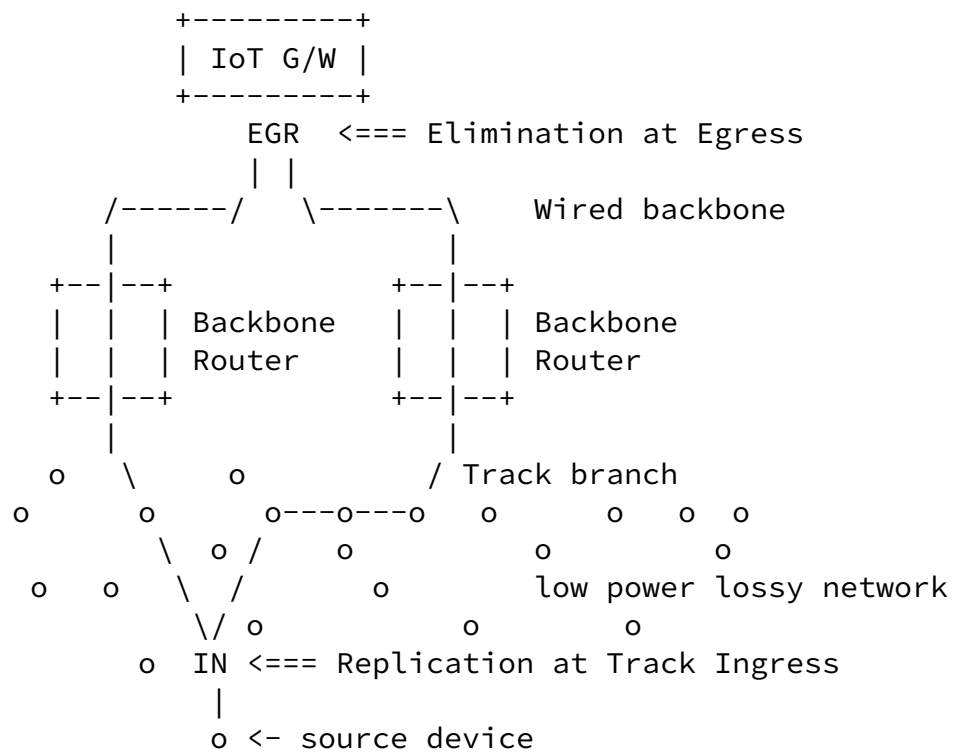 IoT G/W
EGR <=== Elimination at Egress
Wired backbone
Backbone Backbone
Router Router
Track branch
low power lossy network
IN <=== Replication at Track Ingress
o <- source device